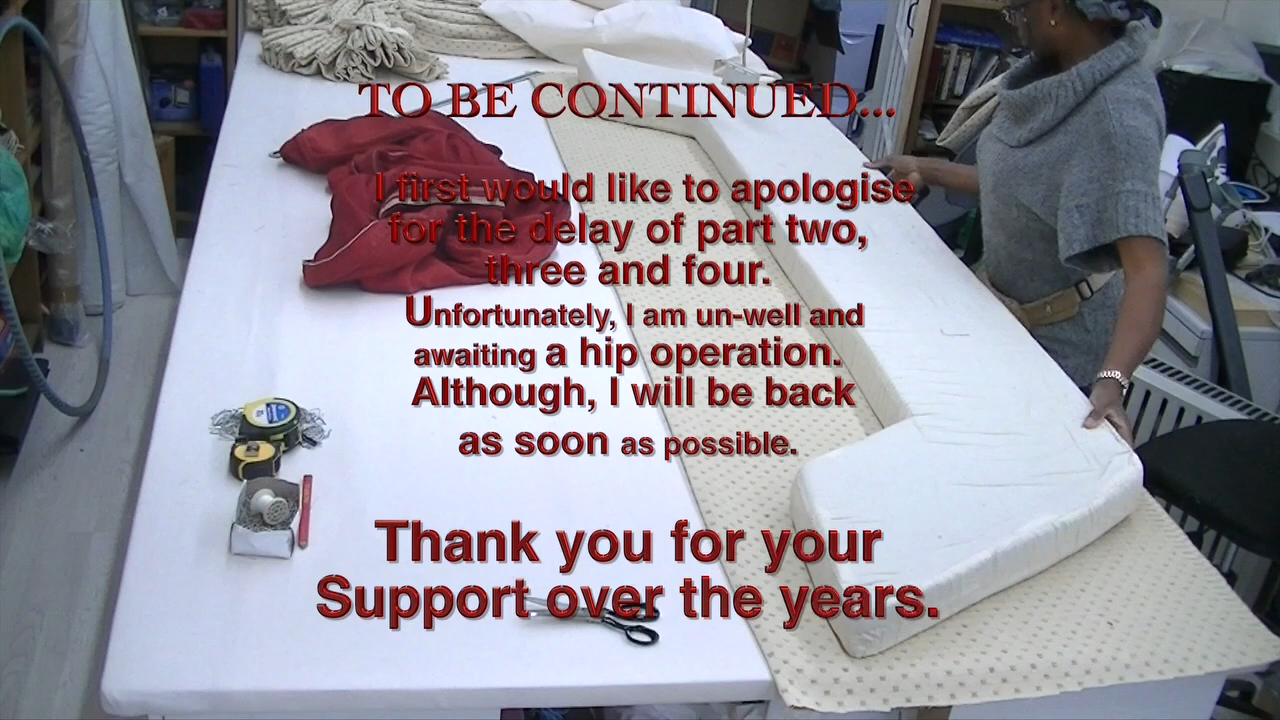 TO BE CONTINUED...
I first would like to apologise
for the delay of part two,
three and four.
Unfortunately, I am un-well and
awaiting a hip operation.
Although, I will be back
as soon as possible.
Thank you for your
Support over the years.